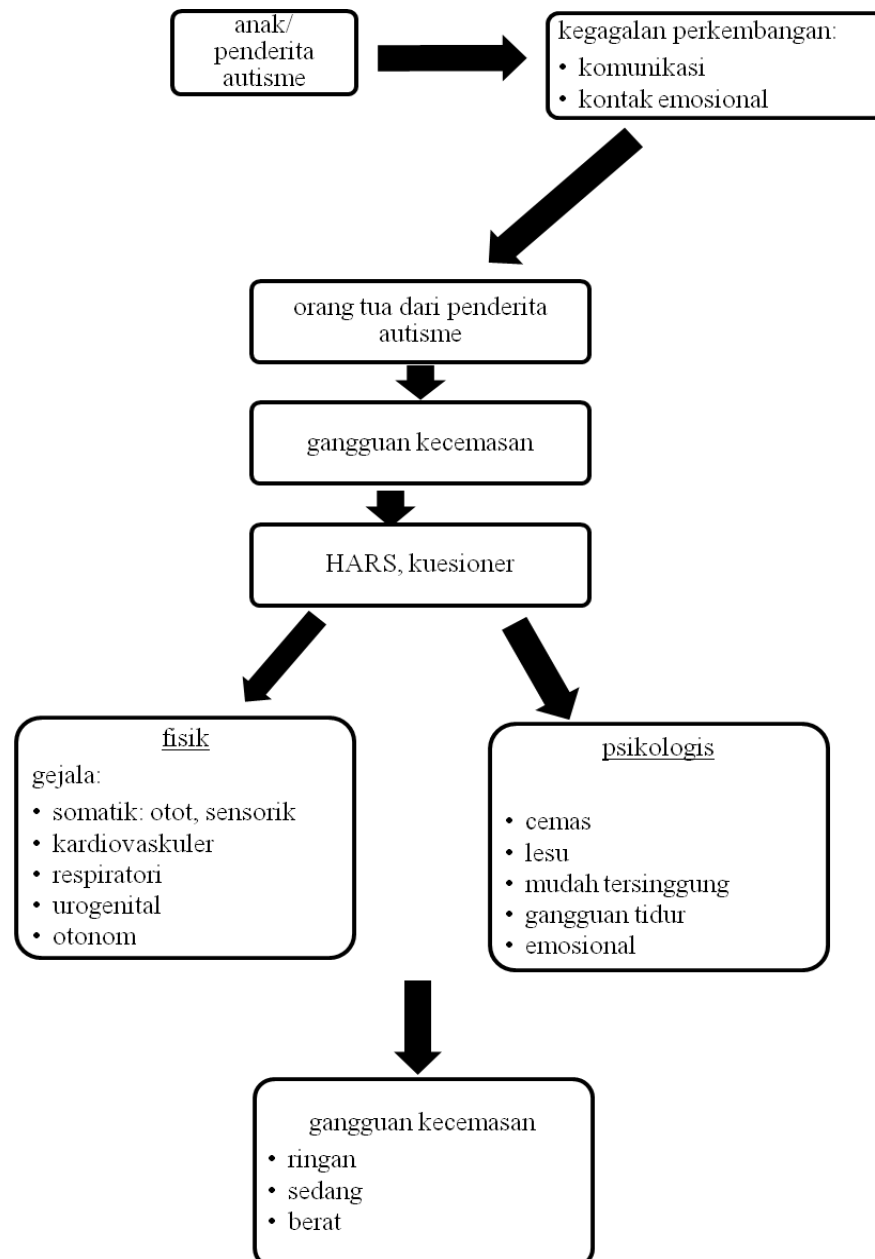 anak/
penderita
autisme
kegagalan perkembangan:
• komunikasi
• kontak emosional
orang tua dari penderita
autisme
gangguan kecemasan
HARS, kuesioner
fisik
gejala:
• somatik: otot, sensorik
• kardiovaskuler
• respiratori
• urogenital
• otonom
psikologis
• cemas
• lesu
• mudah tersinggung
• gangguan tidur
• emosional
gangguan kecemasan
• ringan
• sedang
• berat